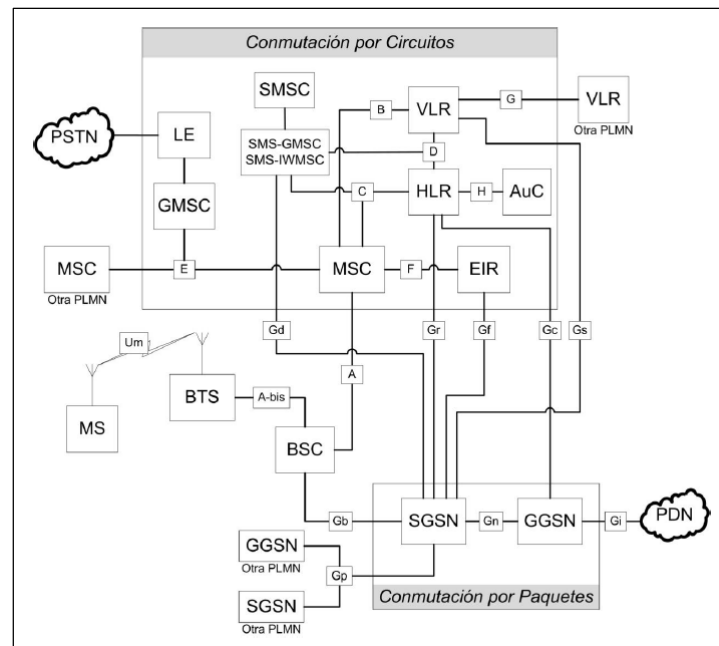 Conmutación por Circuitos
SMSC
B
VLR
G
VLR
Otra PLMN
PSTN
LE
SMS-GMSC
SMS-IWMSC
D
GMSC
C
HLR
H
AuC
MSC
Otra PLMN
E
MSC
F
EIR
Gd
Gr
Gf
Gc
Gs
Um
A
MS
BTS
A-bis
BSC
Gb
SGSN
Gn
GGSN
Gi
PDN
GGSN
Otra PLMN
Gp
SGSN
Otra PLMN
Conmutación por Paquetes